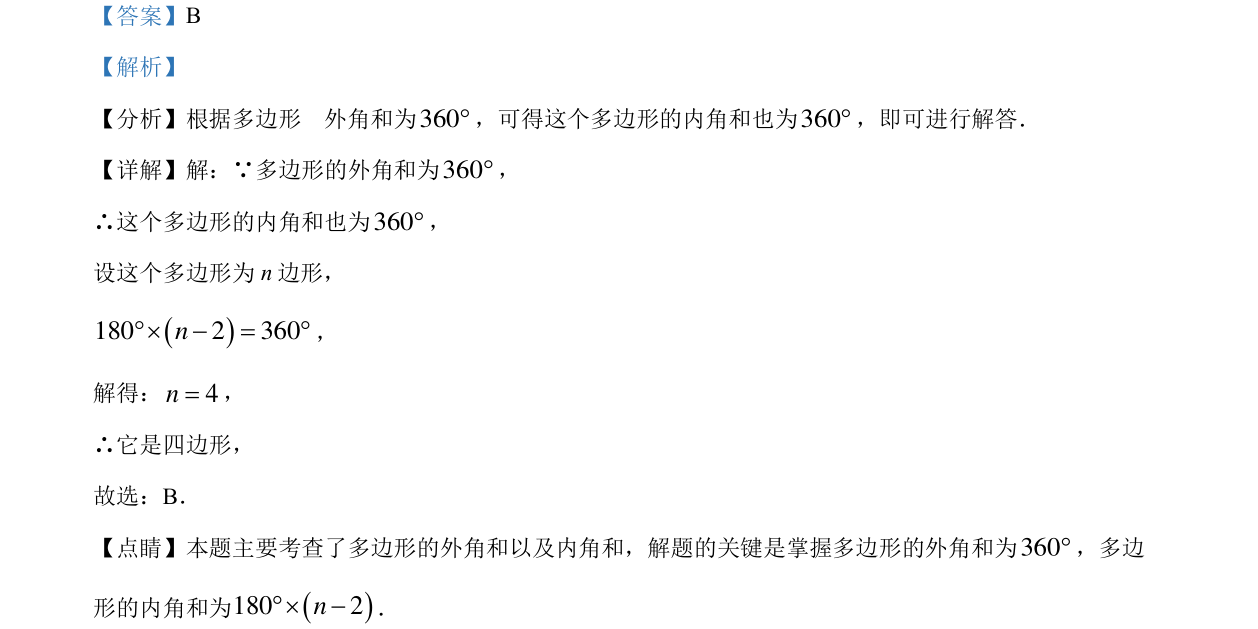 【答案】B
【解析】
【分析】根据多边形 外角和为360°，可得这个多边形的内角和也为360°，即可进行解答．
【详解】解：∵多边形的外角和为360°，
∴这个多边形的内角和也为360°，
设这个多边形为 n 边形，
180°×(n－2)＝360°，
解得：n＝4，
∴它是四边形，
故选：B．
【点睛】本题主要考查了多边形的外角和以及内角和，解题的关键是掌握多边形的外角和为360°，多边
形的内角和为180°×(n－2)．